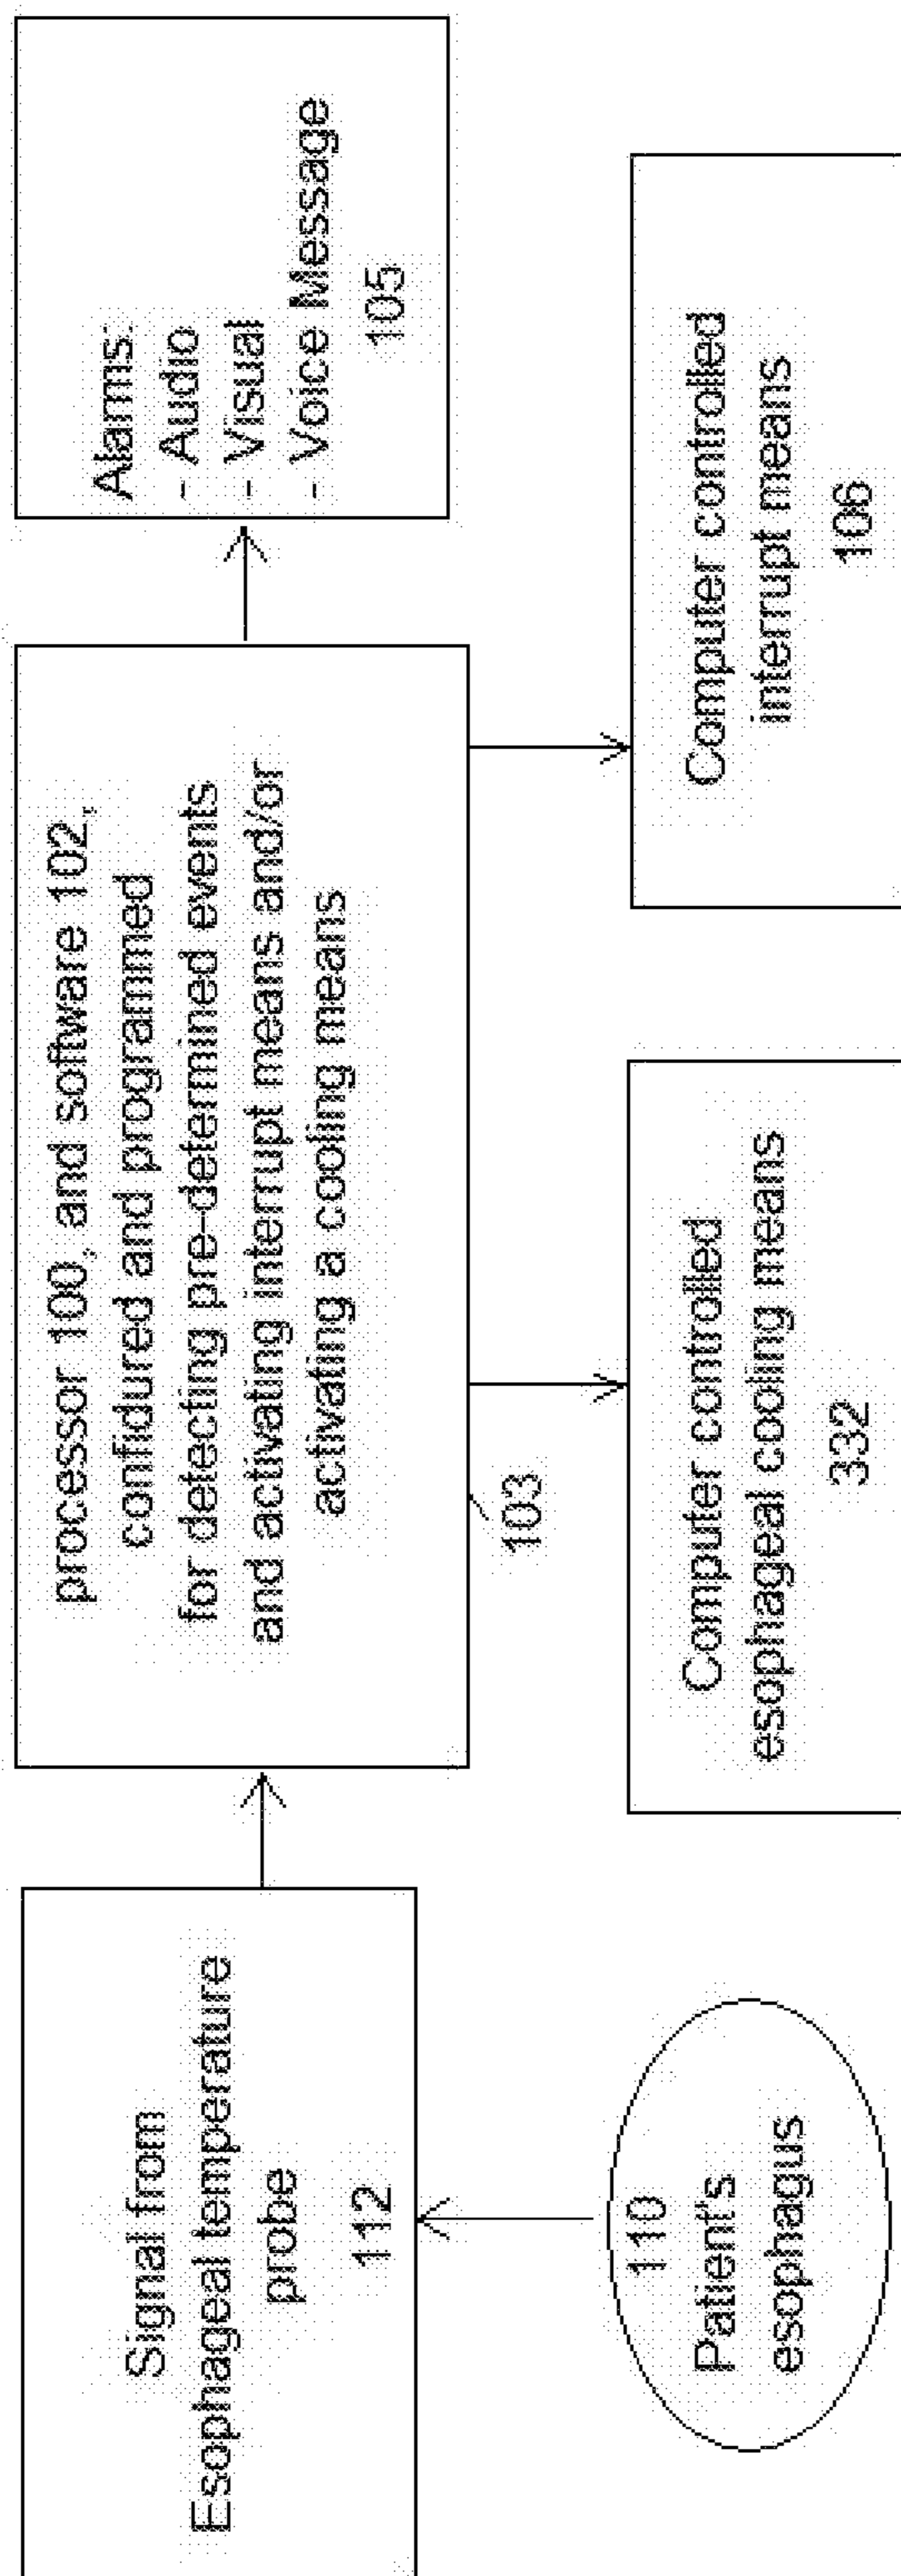 Signal from
Esophageal temperature
probe
112
110
Patient's
esophagus
processor 100, and software 102,
confidured and programmed
for detecting pre-determined events
and activating interrupt means and/or
activating a cooling means
103
Computer controlled
esophageal cooling means
332
Computer controlled
interrupt means
106
Alarms:
- Audio
- Visual
- Voice Message
105